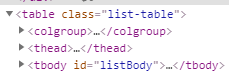 ▼<table class="list-table">
▶<colgroup>…</colgroup>
▶<thead>…</thead>
▶<tbody id="listBody">…</tbody>